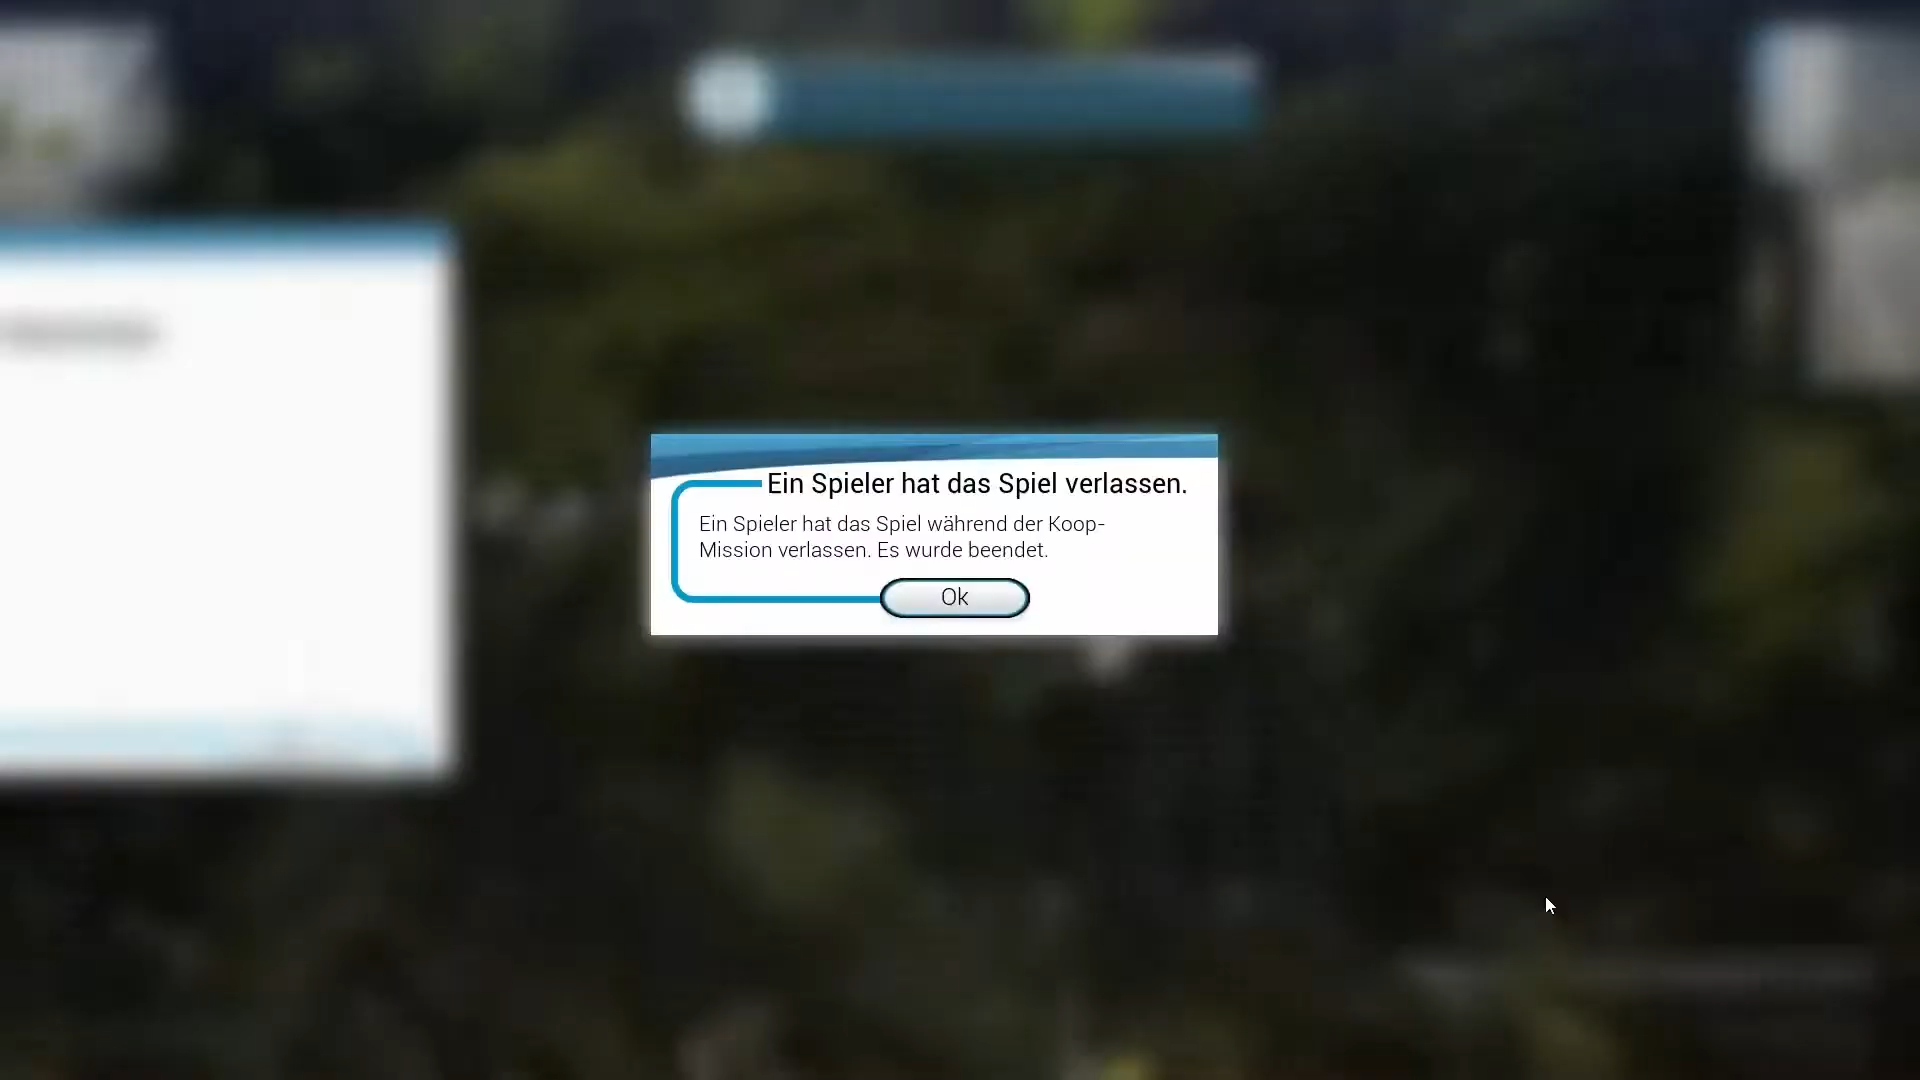 Ein Spieler hat das Spiel verlassen.
Ein Spieler hat das Spiel während der Koop-
Mission verlassen. Es wurde beendet.
Ok